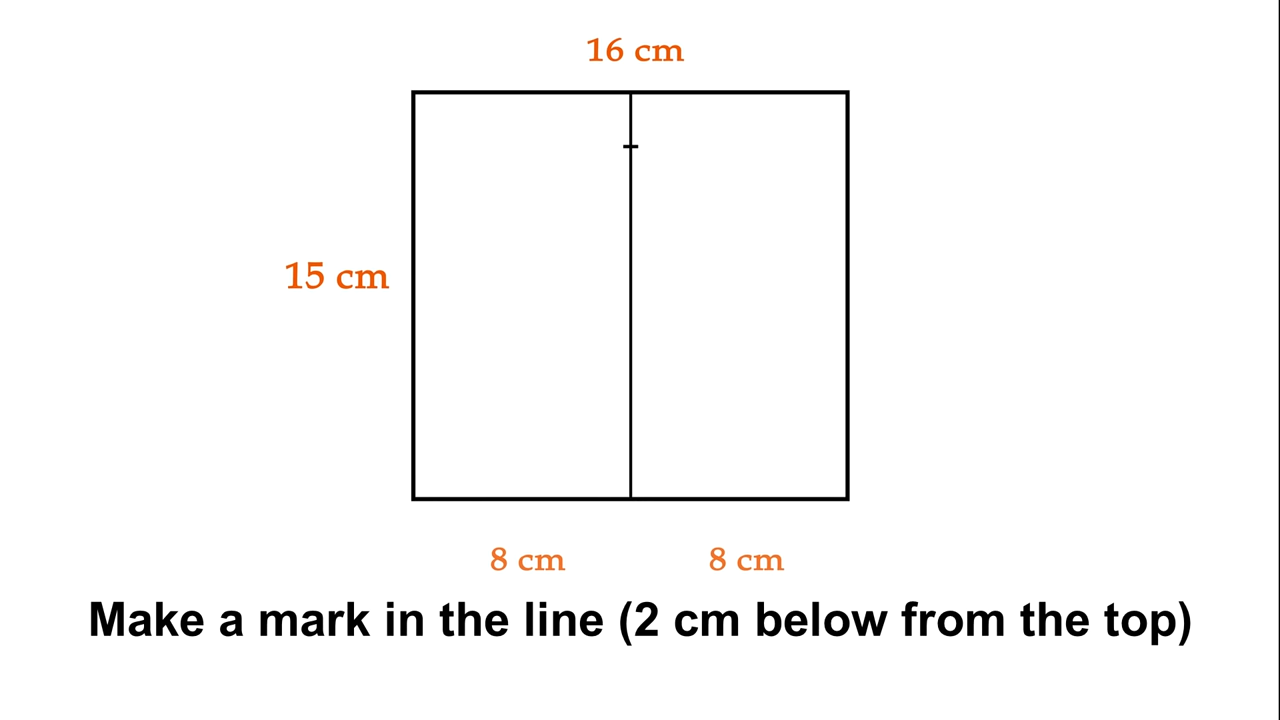 16 cm
15 cm
8 cm 8 cm
Make a mark in the line (2 cm below from the top)